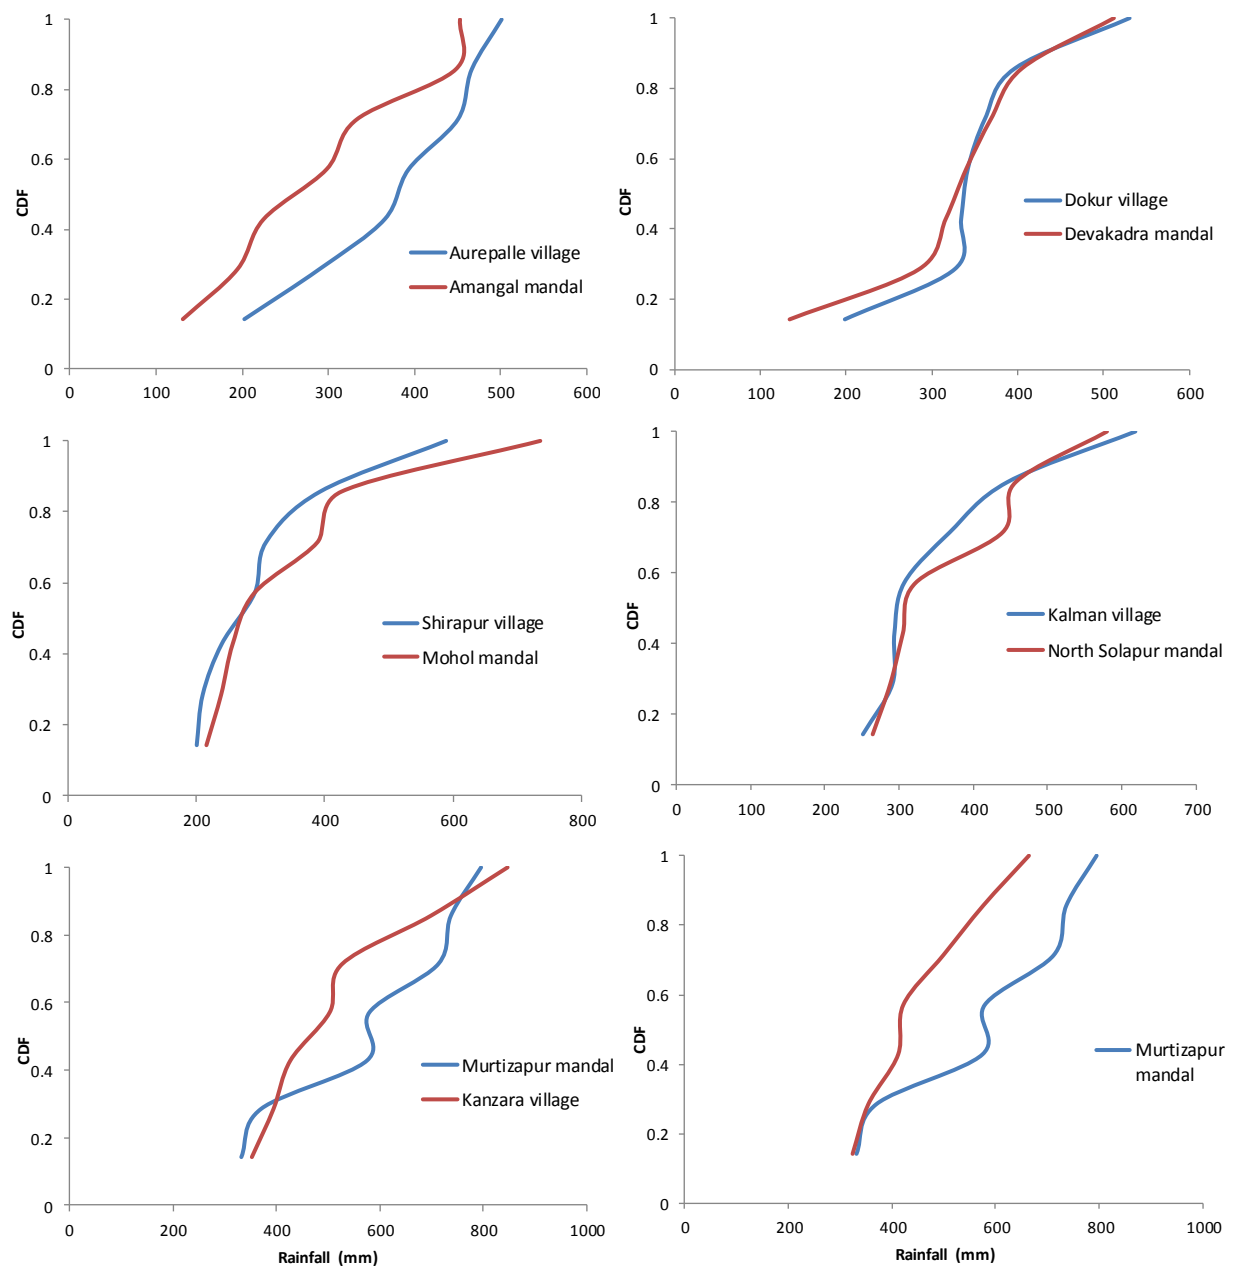 1
0.8
0.6
0.4
0.2
0
CDF
0 100 200 300 400 500 600
Aurepalle village
Amangal mandal
1
0.8
0.6
0.4
0.2
0
CDF
0 100 200 300 400 500 600
Dokur village
Devakadra mandal
1
0.8
0.6
0.4
0.2
0
CDF
0 200 400 600 800
Shirapur village
Mohol mandal
1
0.8
0.6
0.4
0.2
0
CDF
0 100 200 300 400 500 600 700
Kalman village
North Solapur mandal
1
0.8
0.6
0.4
0.2
0
CDF
0 200 400 600 800 1000
Rainfall (mm)
Murtizapur mandal
Kanzara village
1
0.8
0.6
0.4
0.2
0
CDF
0 200 400 600 800 1000
Rainfall (mm)
Murtizapur
mandal